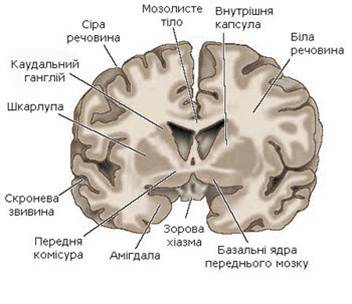 Мозолисте
тіло
Внутрішня
капсула
Сіра
речовина
Біла
речовина
Каудальний
ганглій
Шкарлупа
Скронева
звивина
Передня
комісура
Амігдала
Зорова
хіазма
Базальні ядра
переднього мозку